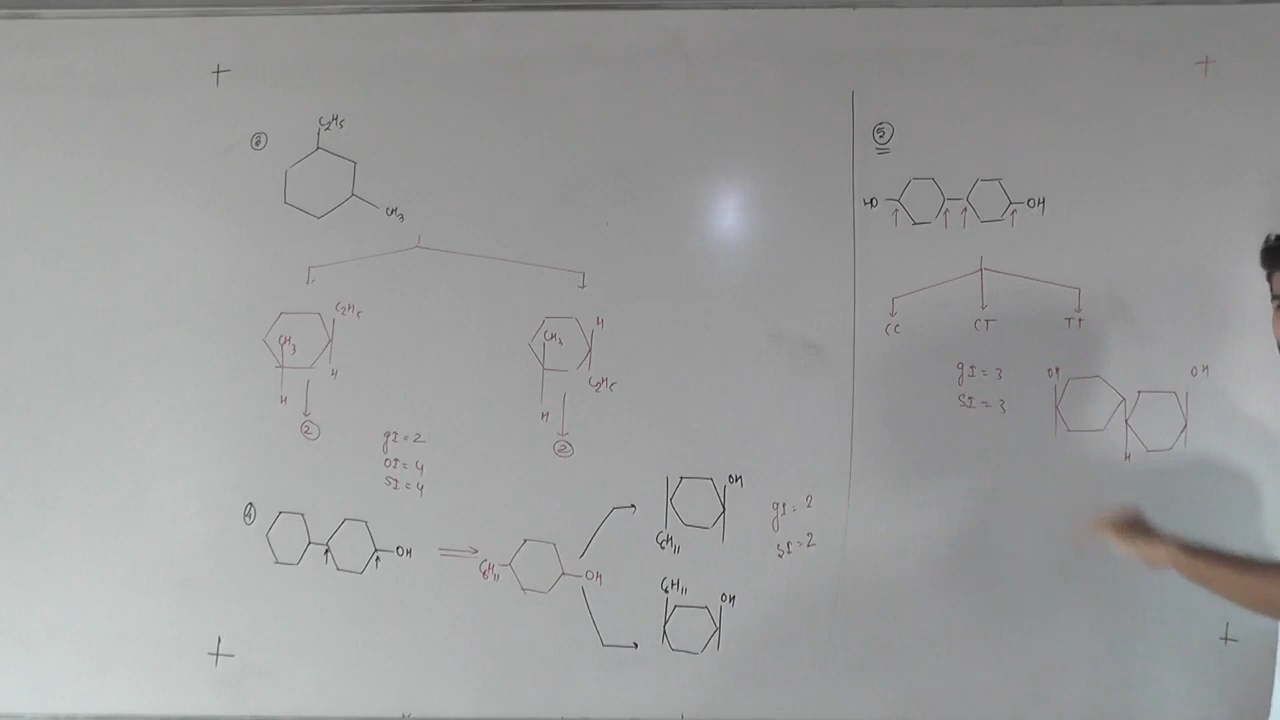 3
C2H5
CH3
C2H5
CH3
H
H
2
H
CH3
C2H5
H
2
gI = 2
OI = 4
SI = 4
4
OH
C6H11
OH
OH
C6H11
C6H11
OH
gI = 2
SI = 2
5
HO
OH
CC
CT
TT
gI = 3
SI = 3
OH
OH
H